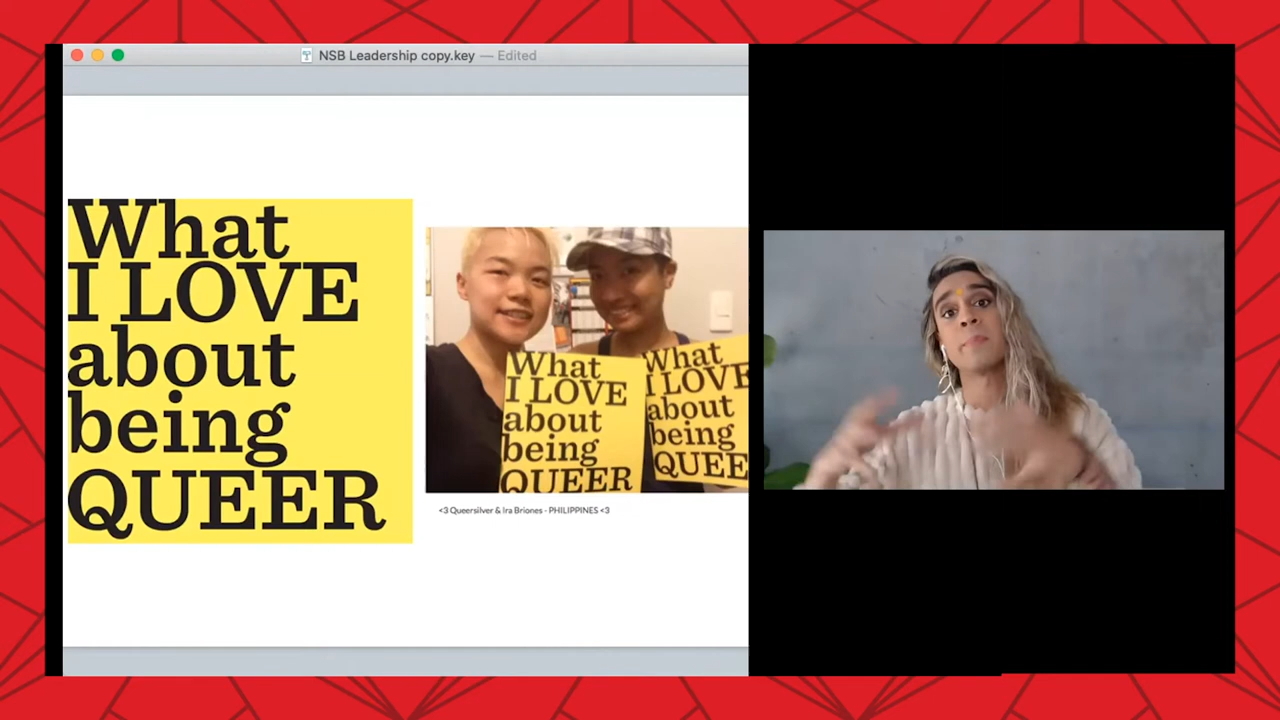 NSB Leadership copy.key — Edited
What
I LOVE
about
being
QUEER
What
I LOVE
about
being
QUEER
What
I LOVE
about
being
QUEE
<3 Queersilver & Ira Briones - PHILIPPINES <3